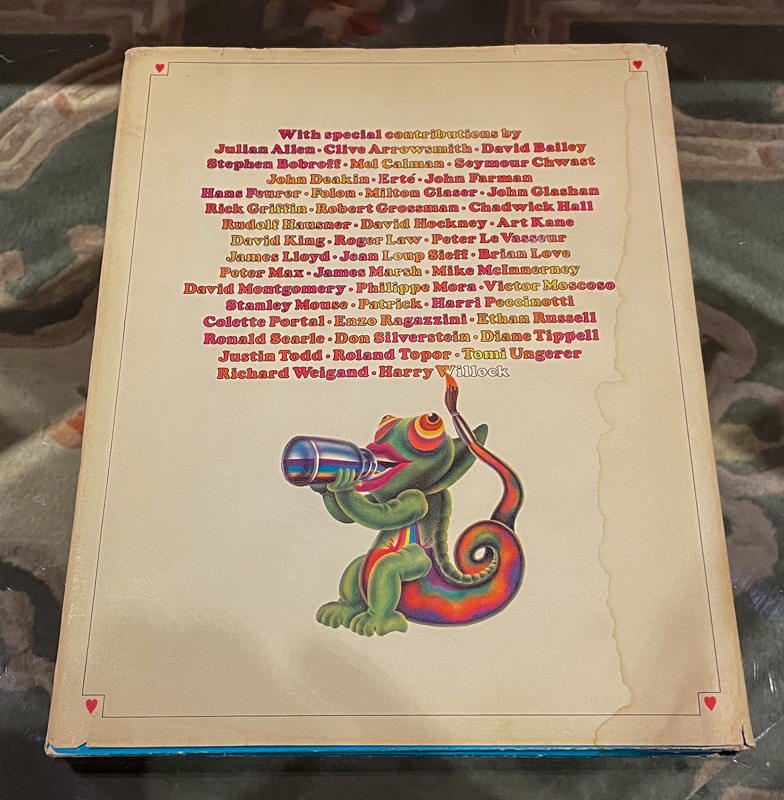 With special contributions by
Julian Allen • Clive Arrowsmith • David Bailey
Stephen Bobroff • Mel Calman • Seymour Chwast
John Deakin • Erté • John Farman
Hans Feurer • Folon • Milton Glaser • John Glashan
Rick Griffin • Robert Grossman • Chadwick Hall
Rudolf Hausner • David Hockney • Art Kane
David King • Roger Law • Peter Le Vasseur
James Lloyd • Jean Loup Sieff • Brian Love
Peter Max • James Marsh • Mike McInnerney
David Montgomery • Philippe Mora • Victor Moscoso
Stanley Mouse • Patrick • Harri Peccinotti
Colette Portal • Enzo Ragazzini • Ethan Russell
Ronald Searle • Don Silverstein • Diane Tippell
Justin Todd • Roland Topor • Tomi Ungerer
Richard Weigand • Harry Willock